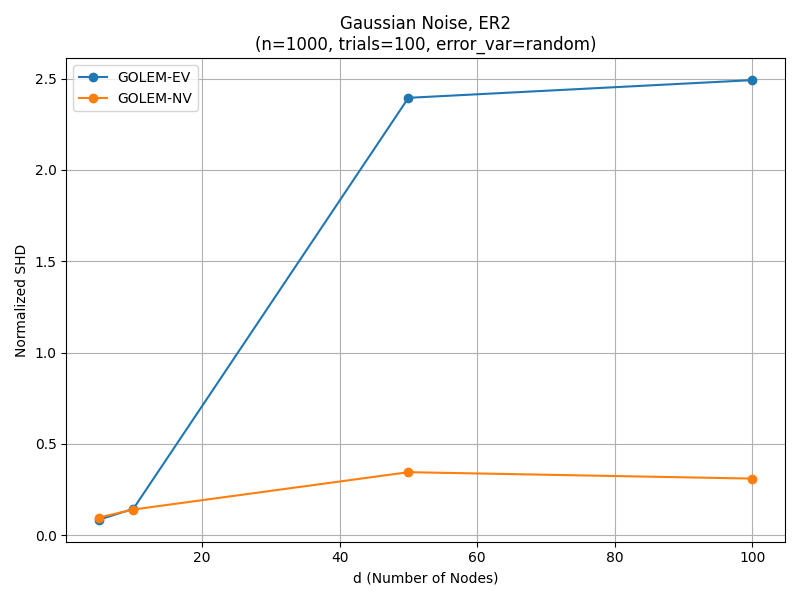 Gaussian Noise, ER2
(n=1000, trials=100, error_var=random)
GOLEM-EV
GOLEM-NV
2.5
2.0
1.5
1.0
0.5
0.0
Normalized SHD
20 40 60 80 100
d (Number of Nodes)